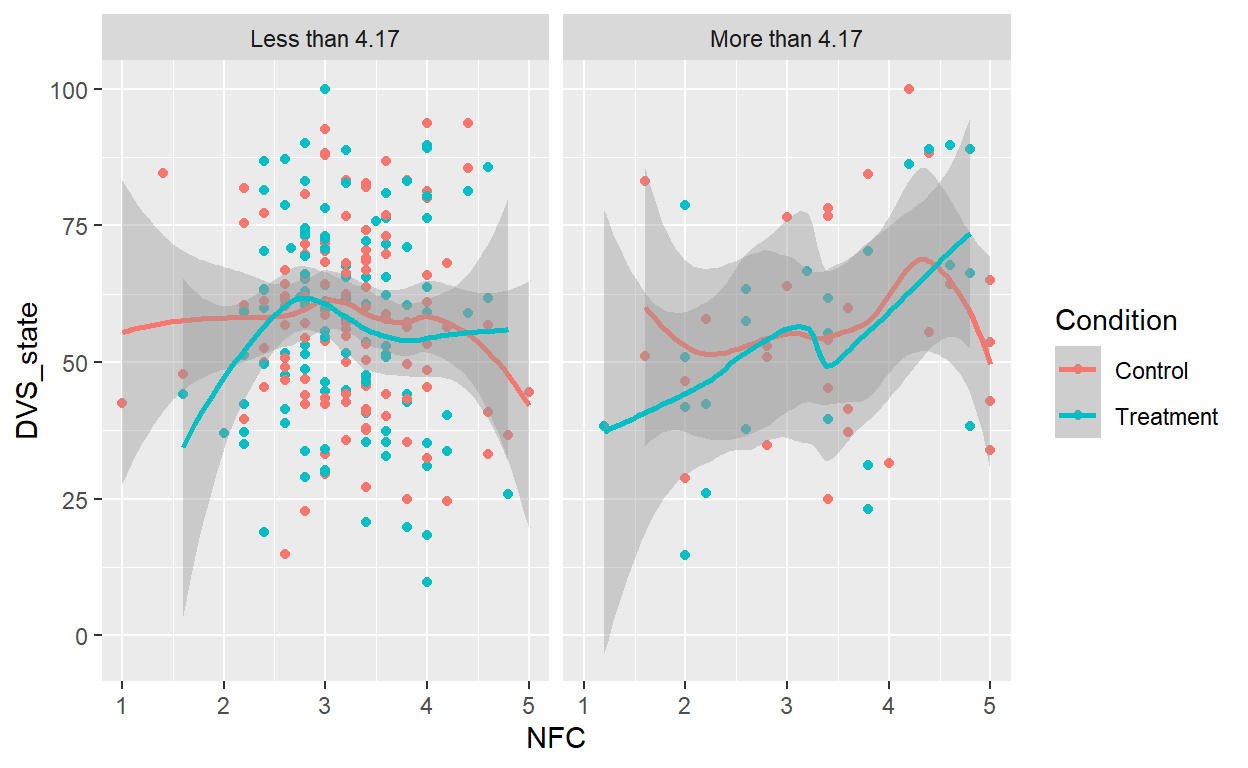 Less than 4.17
More than 4.17
DVS_state
100
75
50
25
0
1 2 3 4 5
1 2 3 4 5
NFC
Condition
Control
Treatment